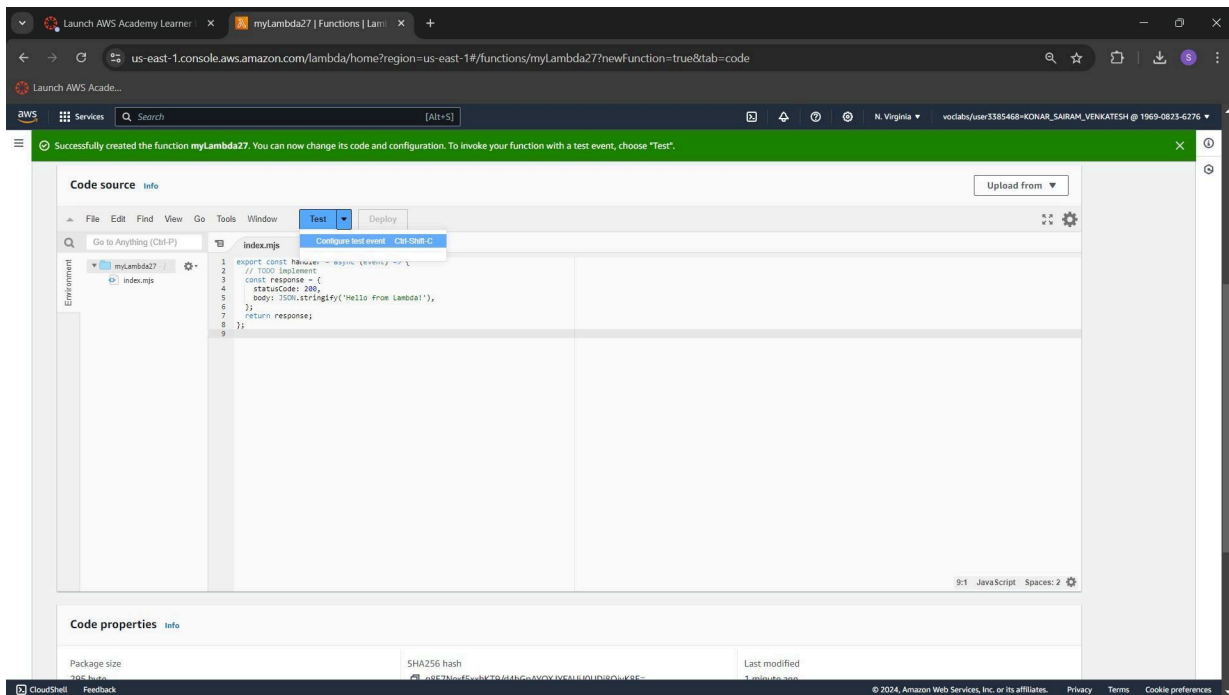 Launch AWS Academy Learner
myLambda27 | Functions | Lam
us-east-1.console.aws.amazon.com/lambda/home?region=us-east-1#/functions/myLambda27?newFunction=true&tab=code
S
Launch AWS Acade...
aws
Services
Search
[Alt+S]
N. Virginia
voclabs/user3385468=KONAR_SAIRAM_VENKATESH @ 1969-0823-6276
Successfully created the function myLambda27. You can now change its code and configuration. To invoke your function with a test event, choose "Test".
Code source Info
Upload from
File Edit Find View Go Tools Window Test Deploy
Go to Anything (Ctrl-P)
index.mjs
Configure test event Ctrl-Shift-C
Environment
myLambda27
index.mjs
1 export const handler = async (event) => {
2 // TODO implement
3 const response = {
4 statusCode: 200,
5 body: JSON.stringify('Hello from Lambda!'),
6 };
7 return response;
8 };
9
9:1 JavaScript Spaces: 2
Code properties Info
Package size
SHA256 hash
Last modified
295 byte
1 minute ago
CloudShell Feedback
© 2024, Amazon Web Services, Inc. or its affiliates. Privacy Terms Cookie preferences